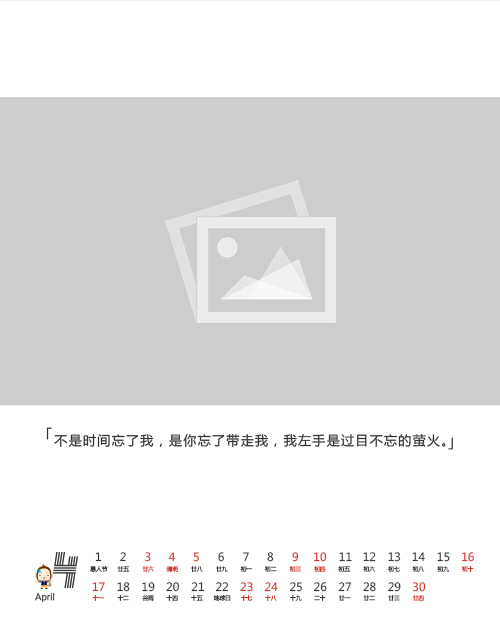 「不是时间忘了我，是你忘了带走我，我左手是过目不忘的萤火。」
4
April
1 2 3 4 5 6 7 8 9 10 11 12 13 14 15 16
愚人节 廿五 廿六 清明 廿八 廿九 初一 初二 初三 初四 初五 初六 初七 初八 初九 初十
17 18 19 20 21 22 23 24 25 26 27 28 29 30
十一 十二 谷雨 十四 十五 地球日 十七 十八 十九 二十 廿一 廿二 廿三 廿四